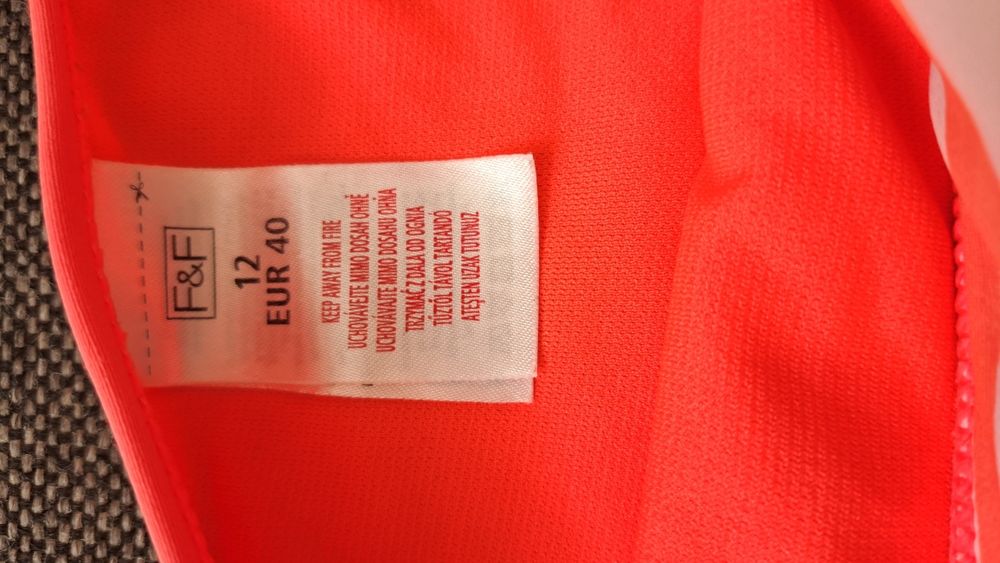 F&F
12
EUR 40
KEEP AWAY FROM FIRE
UCHOVÁVEJTE MIMO DOSAH OHNĚ
UCHOVÁVAJTE MIMO DOSAHU OHŇA
TRZYMAĆ Z DALA OD OGNIA
TŰZTŐL TÁVOL TARTANDÓ
ATEŞTEN UZAK TUTUNUZ